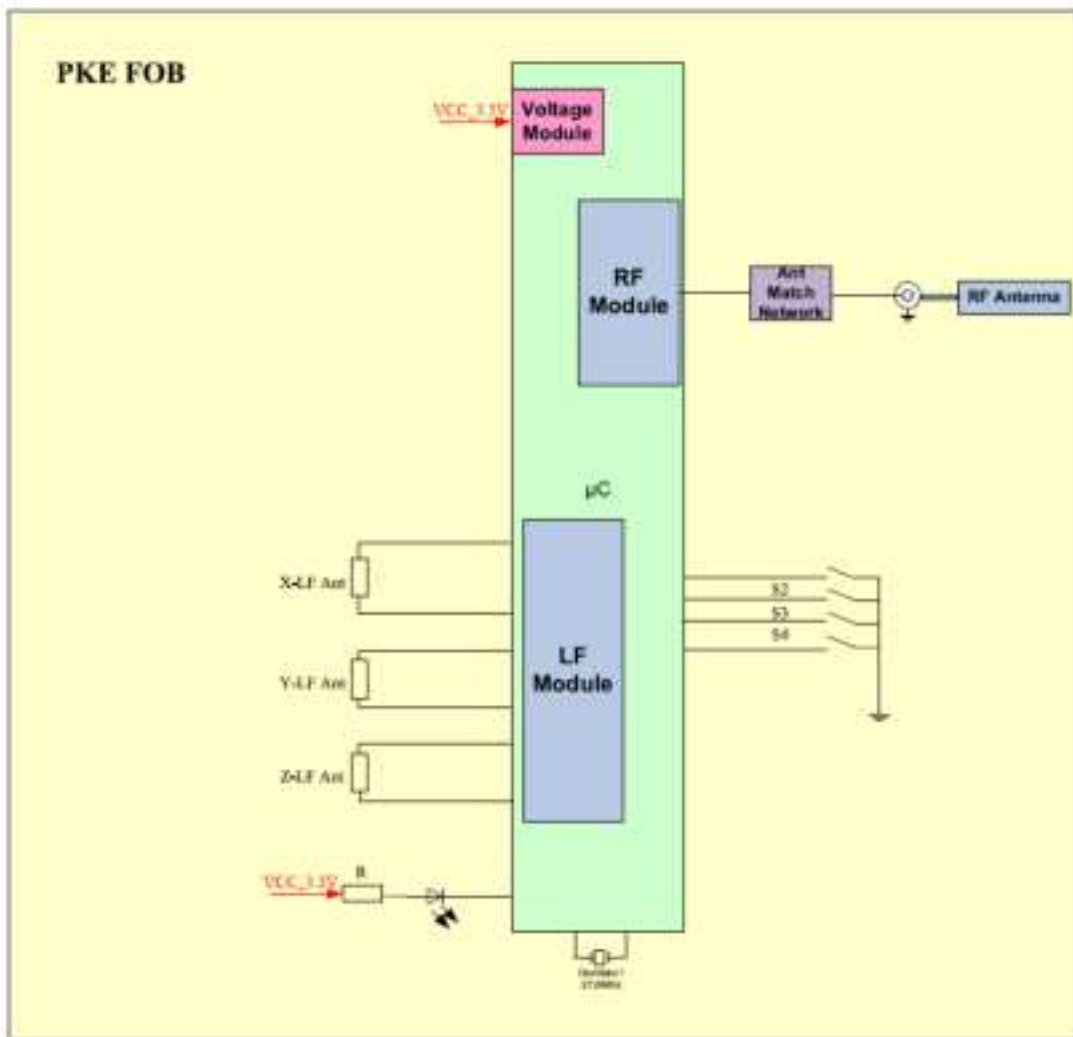 PKE FOB
VCC_3.3V
Voltage
Module
RF
Module
Ant
Match
Network
RF Antenna
µC
X-LF Ant
S2
S3
S4
LF
Module
Y-LF Ant
Z-LF Ant
VCC_3.3V
R